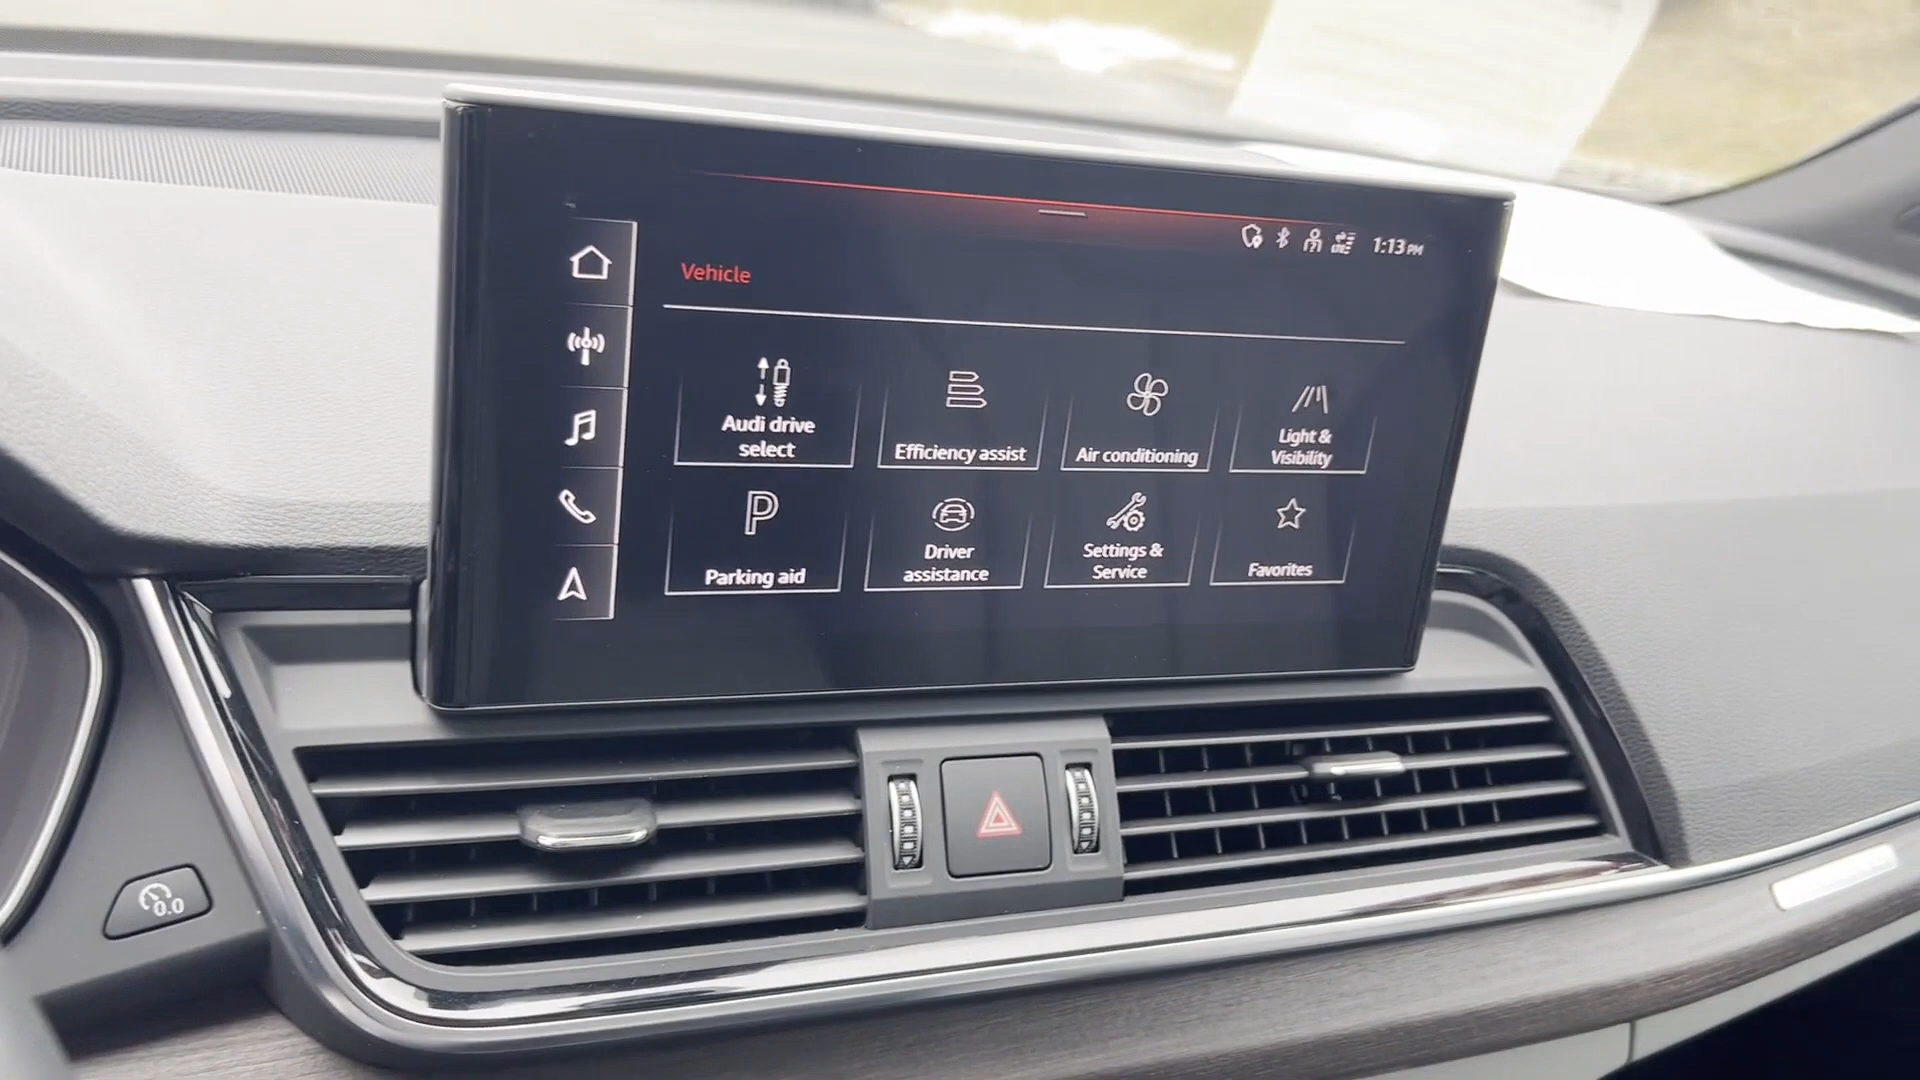 1:13 PM
Vehicle
Audi drive
select
Efficiency assist
Air conditioning
Light &
Visibility
P
Parking aid
Driver
assistance
Settings &
Service
Favorites
0.0